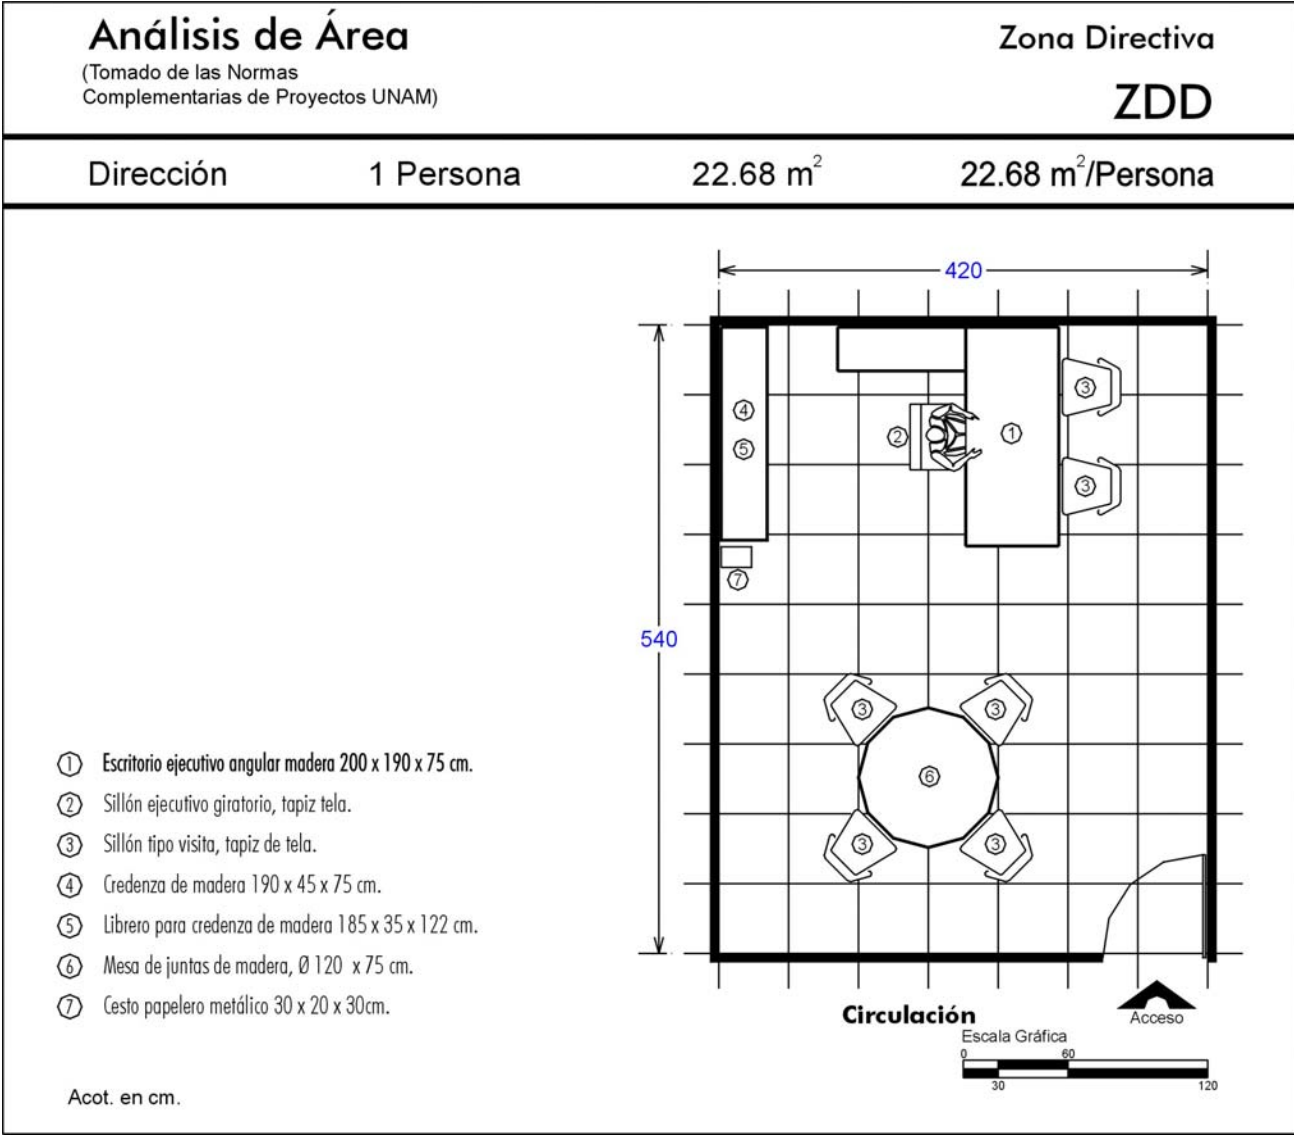 Análisis de Área
Zona Directiva
(Tomado de las Normas
Complementarias de Proyectos UNAM)
ZDD
Dirección 1 Persona 22.68 m² 22.68 m²/Persona
420
540
4
5
2
1
3
3
7
3
3
6
3
3
1 Escritorio ejecutivo angular madera 200 x 190 x 75 cm.
2 Sillón ejecutivo giratorio, tapiz tela.
3 Sillón tipo visita, tapiz de tela.
4 Credenza de madera 190 x 45 x 75 cm.
5 Librero para credenza de madera 185 x 35 x 122 cm.
6 Mesa de juntas de madera, Ø 120 x 75 cm.
7 Cesto papelero metálico 30 x 20 x 30cm.
Circulación
Acceso
Escala Gráfica
0 60
30 120
Acot. en cm.